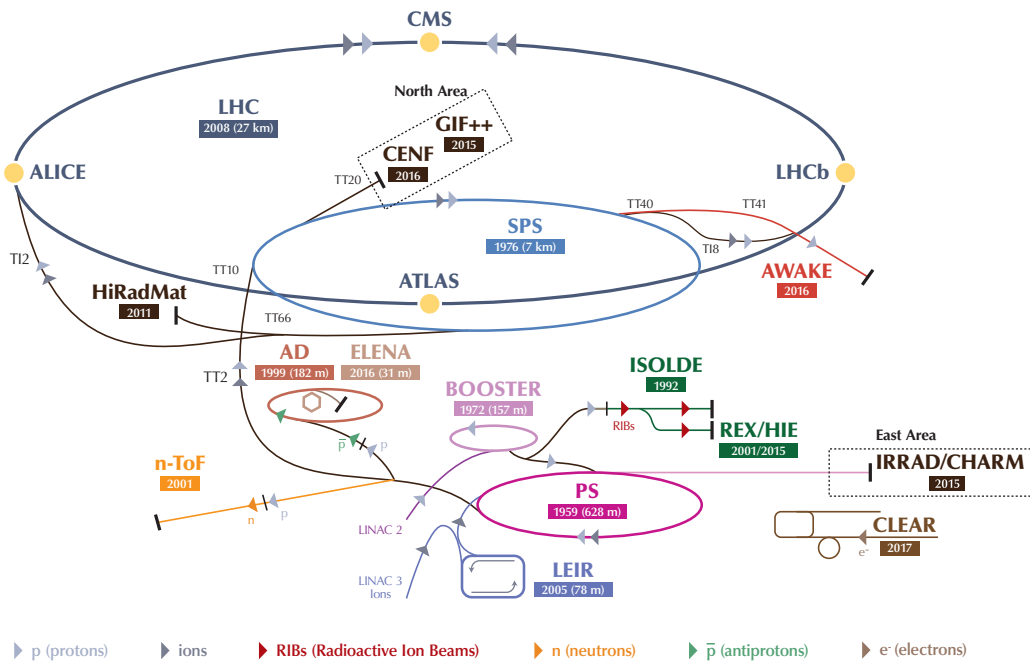 CMS
LHC
2008 (27 km)
North Area
GIF++
2015
CENF
2016
TT20
ALICE
LHCb
TT40
TT41
SPS
1976 (7 km)
TI8
AWAKE
2016
TI2
TT10
ATLAS
HiRadMat
2011
TT66
TT2
AD
1999 (182 m)
ELENA
2016 (31 m)
BOOSTER
1972 (157 m)
ISOLDE
1992
RIBs
REX/HIE
2001/2015
East Area
IRRAD/CHARM
2015
p̅
p
n-ToF
2001
n
p
PS
1959 (628 m)
LINAC 2
CLEAR
2017
e-
LINAC 3
Ions
LEIR
2005 (78 m)
p (protons)
ions
RIBs (Radioactive Ion Beams)
n (neutrons)
p̅ (antiprotons)
e- (electrons)